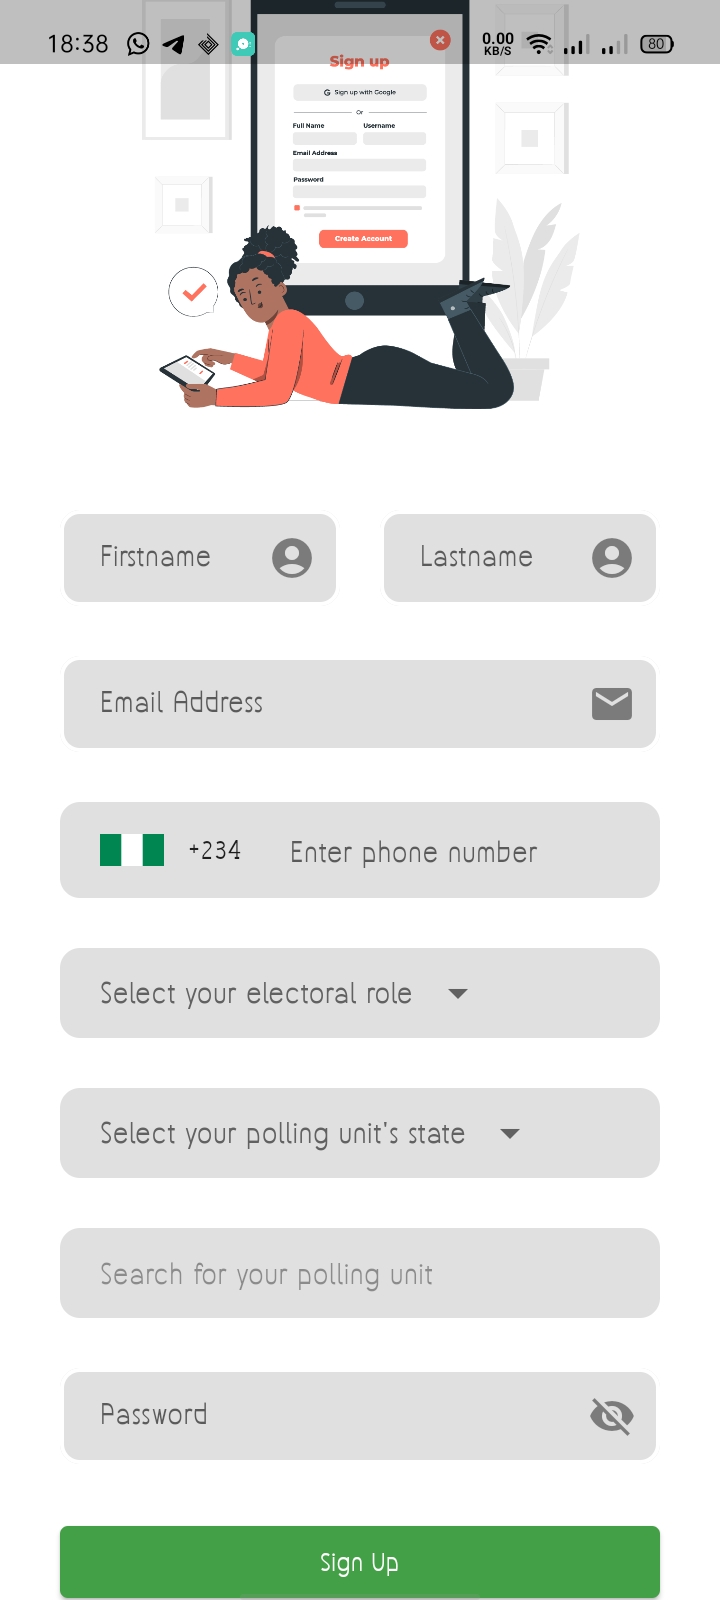 18:38 0.00 KB/S 80
Sign up
G Sign up with Google
Or
Full Name Username
Email Address
Password
Create Account
Firstname Lastname
Email Address
+234 Enter phone number
Select your electoral role
Select your polling unit's state
Search for your polling unit
Password
Sign Up